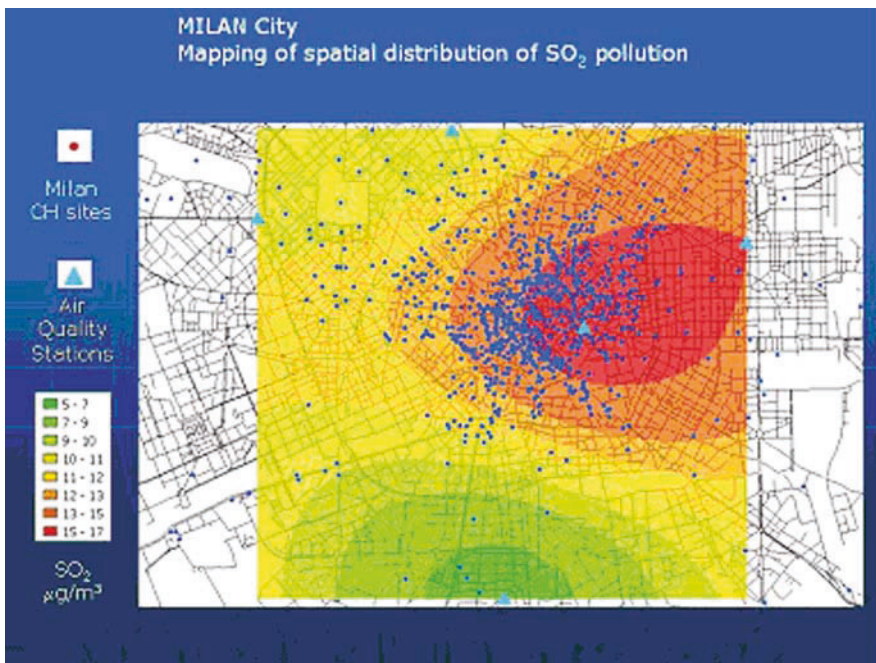 MILAN City
Mapping of spatial distribution of SO₂ pollution
Milan
CH sites
Air
Quality
Stations
5 - 7
7 - 9
9 - 10
10 - 11
11 - 12
12 - 13
13 - 15
15 - 17
SO₂
µg/m³